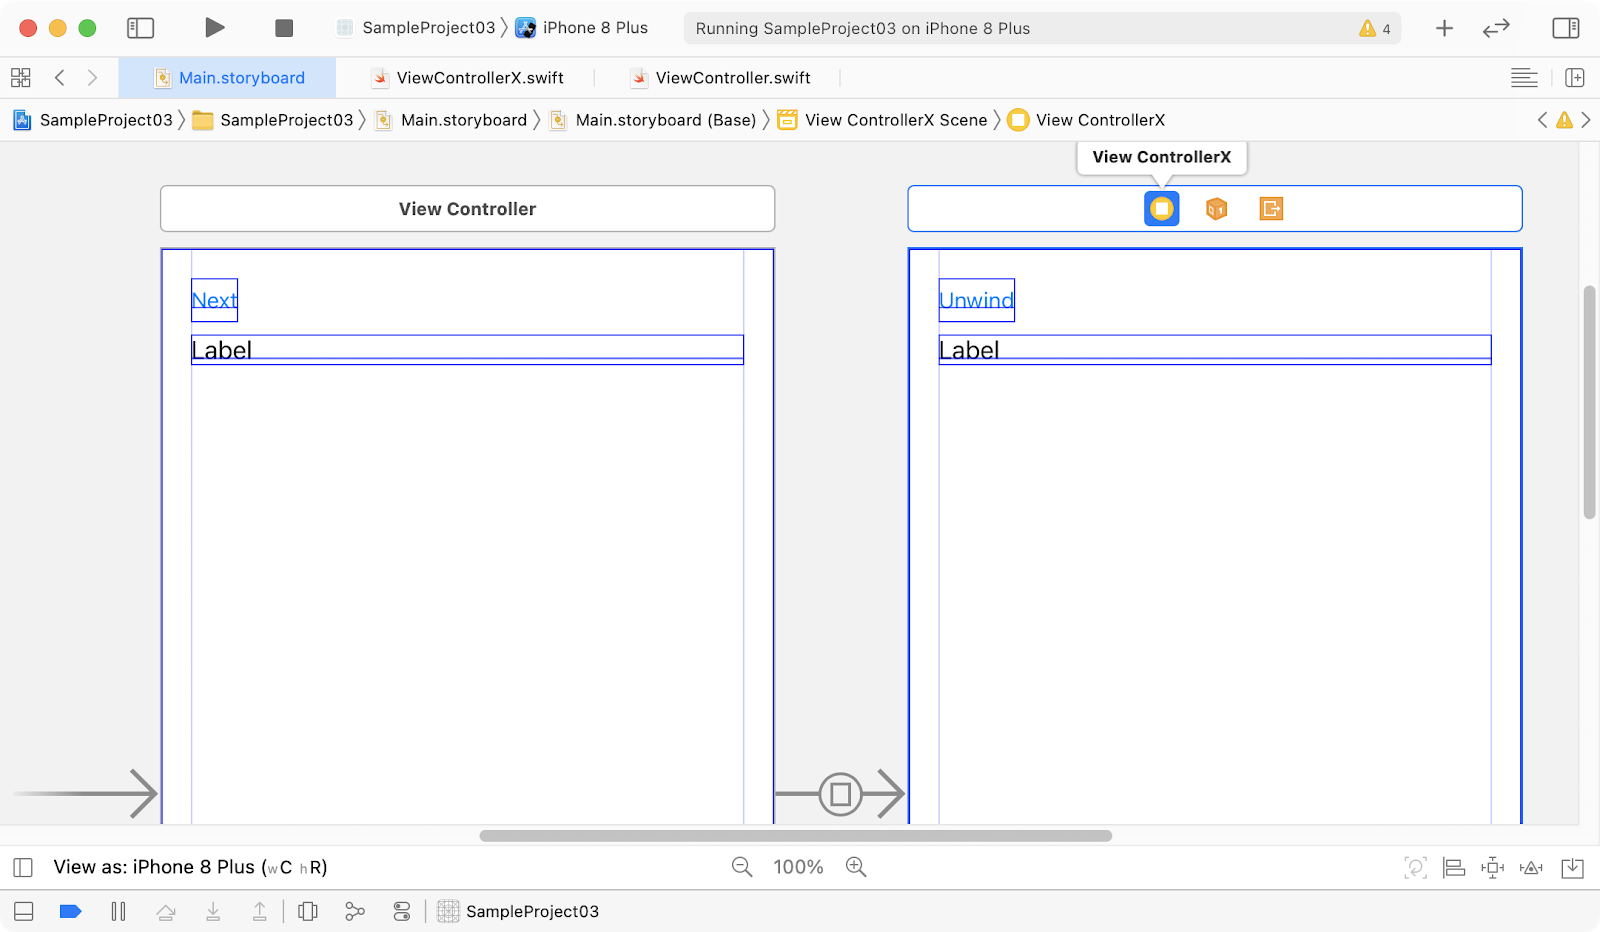 SampleProject03 iPhone 8 Plus Running SampleProject03 on iPhone 8 Plus 4
Main.storyboard ViewControllerX.swift ViewController.swift
SampleProject03 SampleProject03 Main.storyboard Main.storyboard (Base) View ControllerX Scene View ControllerX
View ControllerX
View Controller
Next Unwind
Label Label
View as: iPhone 8 Plus (wC hR) 100%
SampleProject03